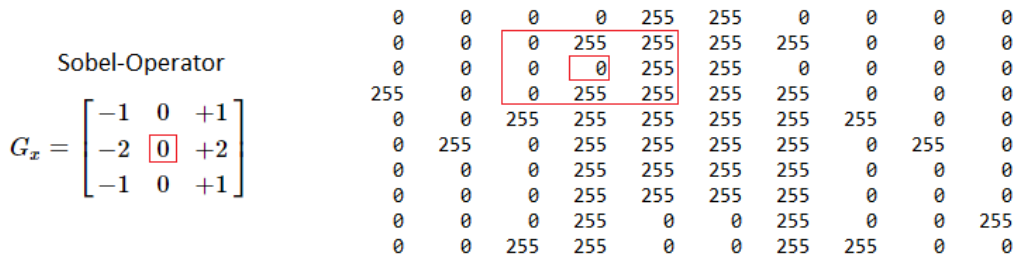 Sobel-Operator
G_x = [ −1 0 +1
−2 0 +2
−1 0 +1 ]
0 0 0 0 255 255 0 0 0 0
0 0 0 255 255 255 255 0 0 0
0 0 0 0 255 255 0 0 0 0
255 0 0 255 255 255 255 0 0 0
0 0 255 255 255 255 255 255 0 0
0 255 0 255 255 255 255 0 255 0
0 0 0 255 255 255 255 0 0 0
0 0 0 255 255 255 255 0 0 0
0 0 0 255 0 0 255 0 0 255
0 0 255 255 0 0 255 255 0 0